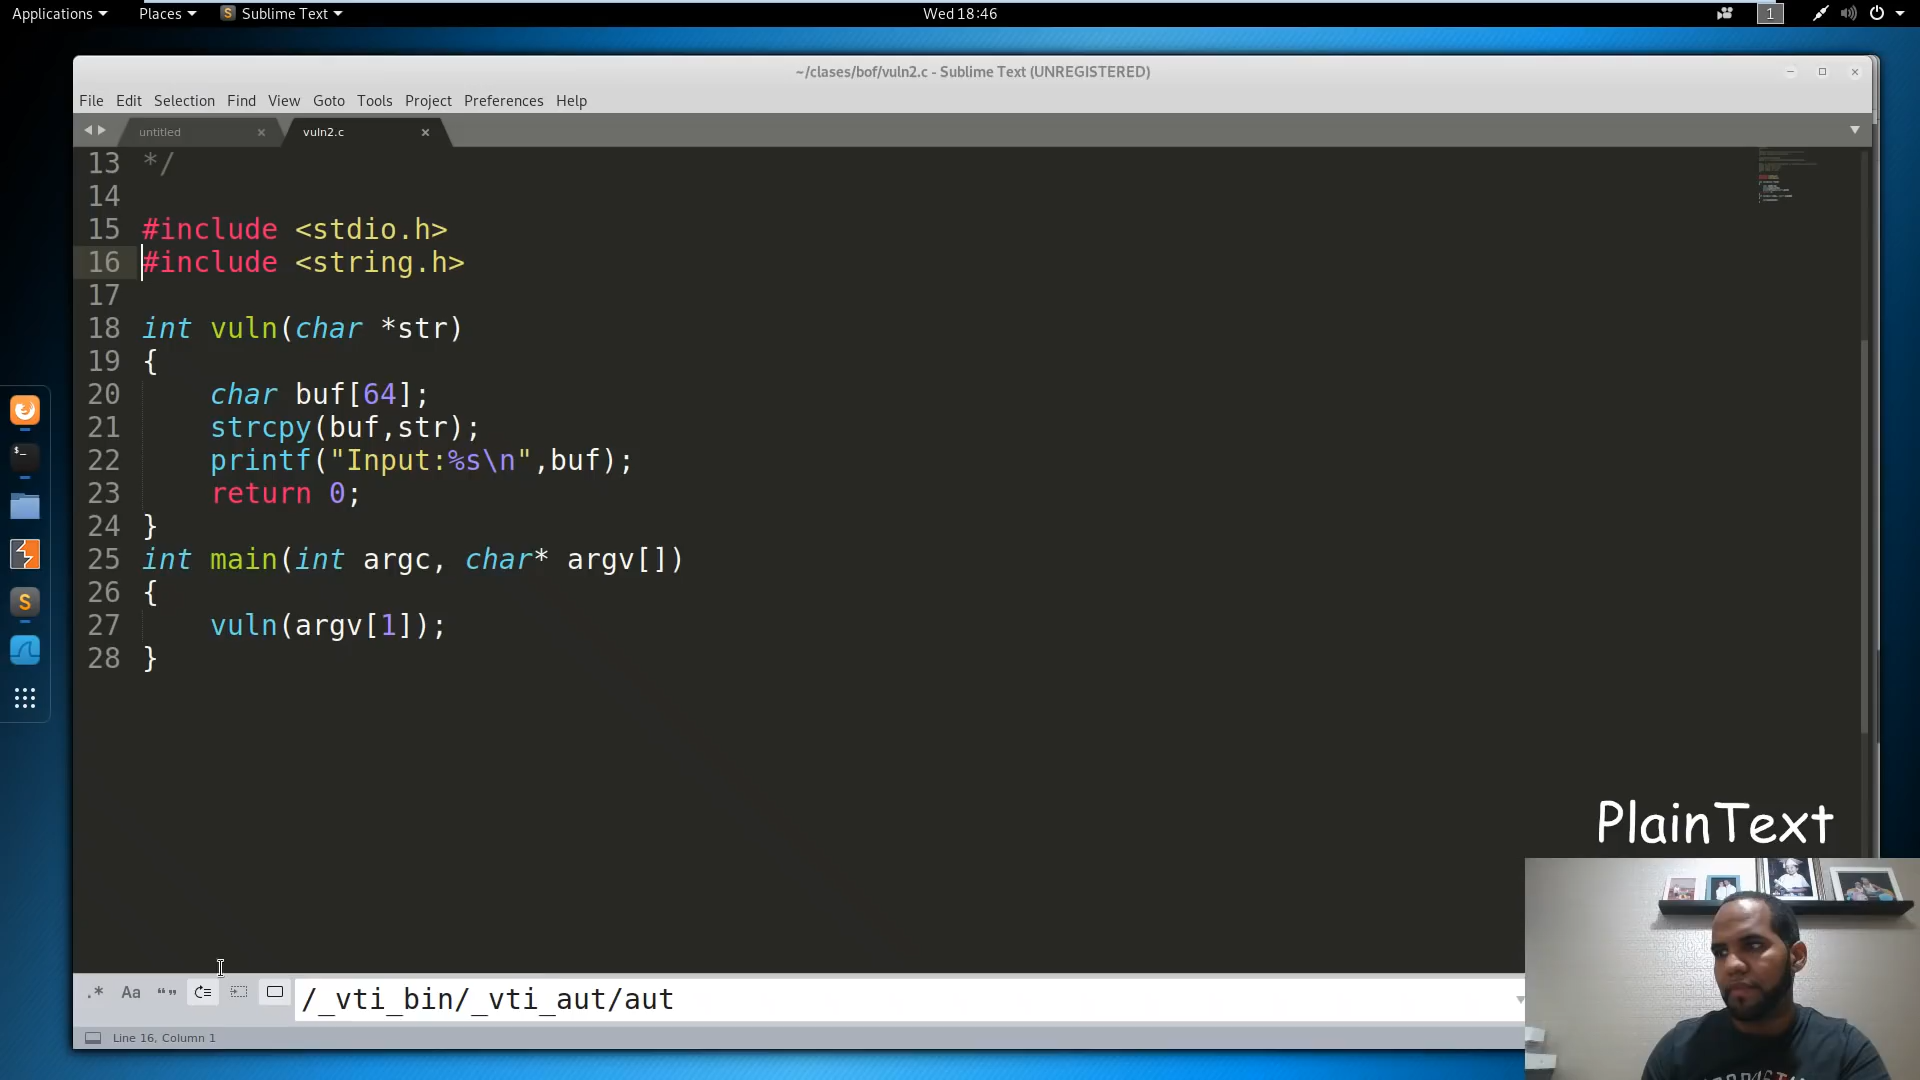 Applications Places Sublime Text Wed 18:46 1
~/clases/bof/vuln2.c - Sublime Text (UNREGISTERED)
File Edit Selection Find View Goto Tools Project Preferences Help
untitled vuln2.c
13 */
14
15 #include <stdio.h>
16 #include <string.h>
17
18 int vuln(char *str)
19 {
20 char buf[64];
21 strcpy(buf,str);
22 printf("Input:%s\n",buf);
23 return 0;
24 }
25 int main(int argc, char* argv[])
26 {
27 vuln(argv[1]);
28 }
PlainText
.* Aa “” /_vti_bin/_vti_aut/aut
Line 16, Column 1